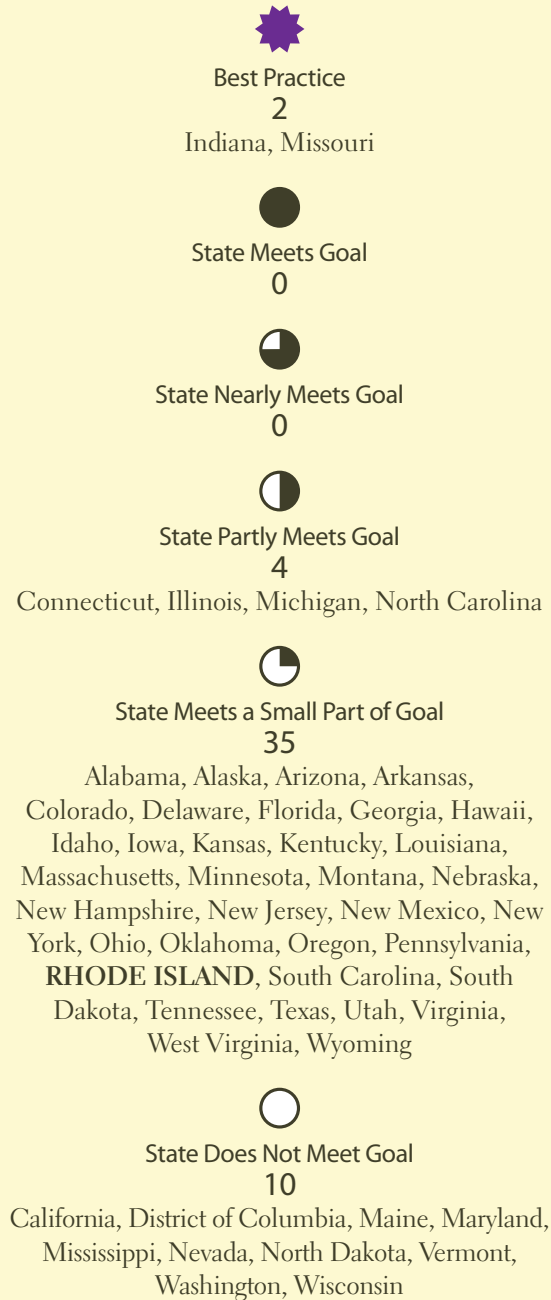 Best Practice
2
Indiana, Missouri
State Meets Goal
0
State Nearly Meets Goal
0
State Partly Meets Goal
4
Connecticut, Illinois, Michigan, North Carolina
State Meets a Small Part of Goal
35
Alabama, Alaska, Arizona, Arkansas,
Colorado, Delaware, Florida, Georgia, Hawaii,
Idaho, Iowa, Kansas, Kentucky, Louisiana,
Massachusetts, Minnesota, Montana, Nebraska,
New Hampshire, New Jersey, New Mexico, New
York, Ohio, Oklahoma, Oregon, Pennsylvania,
RHODE ISLAND, South Carolina, South
Dakota, Tennessee, Texas, Utah, Virginia,
West Virginia, Wyoming
State Does Not Meet Goal
10
California, District of Columbia, Maine, Maryland,
Mississippi, Nevada, North Dakota, Vermont,
Washington, Wisconsin